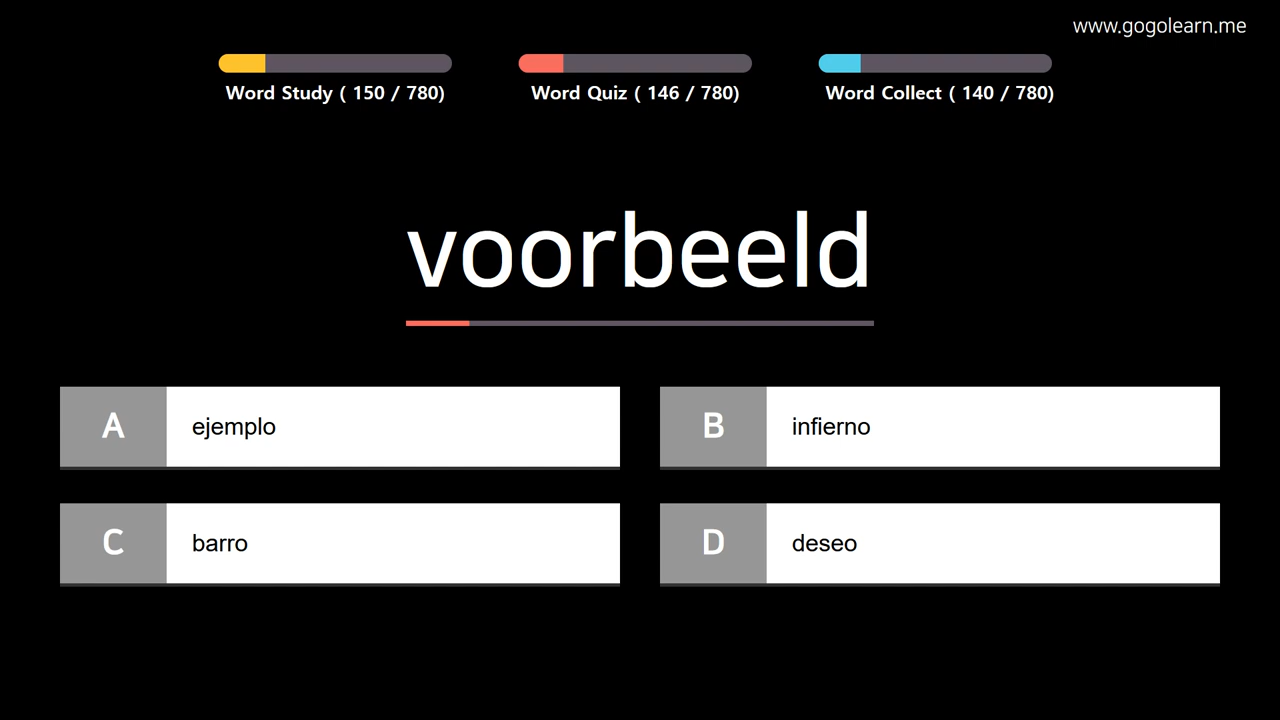 www.gogolearn.me
Word Study ( 150 / 780)
Word Quiz ( 146 / 780)
Word Collect ( 140 / 780)
voorbeeld
A ejemplo
B infierno
C barro
D deseo